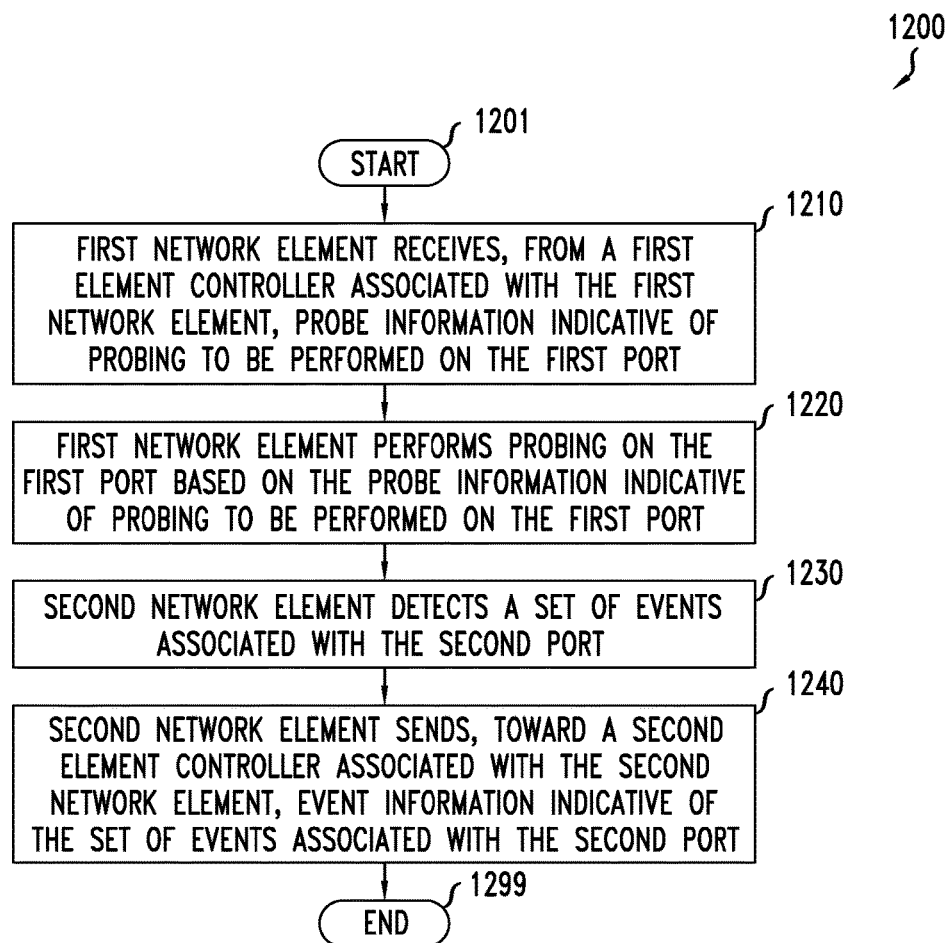 1200
1201
START
1210
FIRST NETWORK ELEMENT RECEIVES, FROM A FIRST
ELEMENT CONTROLLER ASSOCIATED WITH THE FIRST
NETWORK ELEMENT, PROBE INFORMATION INDICATIVE OF
PROBING TO BE PERFORMED ON THE FIRST PORT
1220
FIRST NETWORK ELEMENT PERFORMS PROBING ON THE
FIRST PORT BASED ON THE PROBE INFORMATION INDICATIVE
OF PROBING TO BE PERFORMED ON THE FIRST PORT
1230
SECOND NETWORK ELEMENT DETECTS A SET OF EVENTS
ASSOCIATED WITH THE SECOND PORT
1240
SECOND NETWORK ELEMENT SENDS, TOWARD A SECOND
ELEMENT CONTROLLER ASSOCIATED WITH THE SECOND
NETWORK ELEMENT, EVENT INFORMATION INDICATIVE OF
THE SET OF EVENTS ASSOCIATED WITH THE SECOND PORT
1299
END